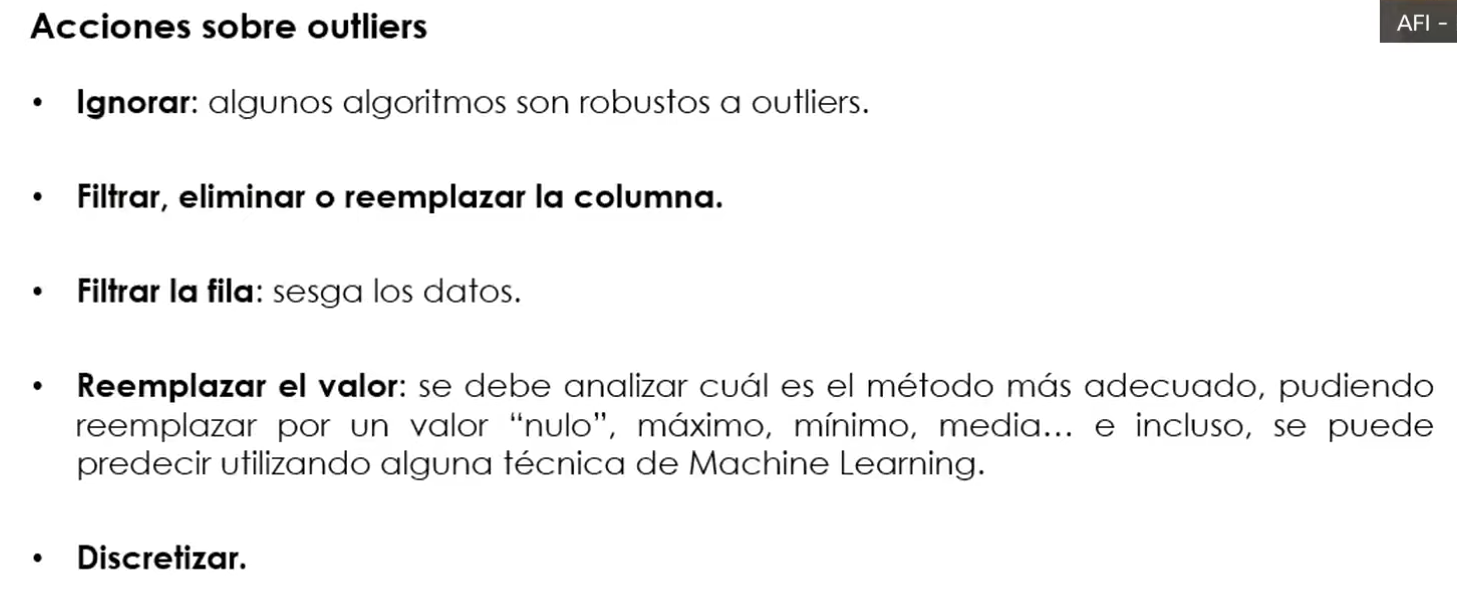 Acciones sobre outliers
AFI -
• Ignorar: algunos algoritmos son robustos a outliers.
• Filtrar, eliminar o reemplazar la columna.
• Filtrar la fila: sesga los datos.
• Reemplazar el valor: se debe analizar cuál es el método más adecuado, pudiendo
reemplazar por un valor “nulo”, máximo, mínimo, media… e incluso, se puede
predecir utilizando alguna técnica de Machine Learning.
• Discretizar.